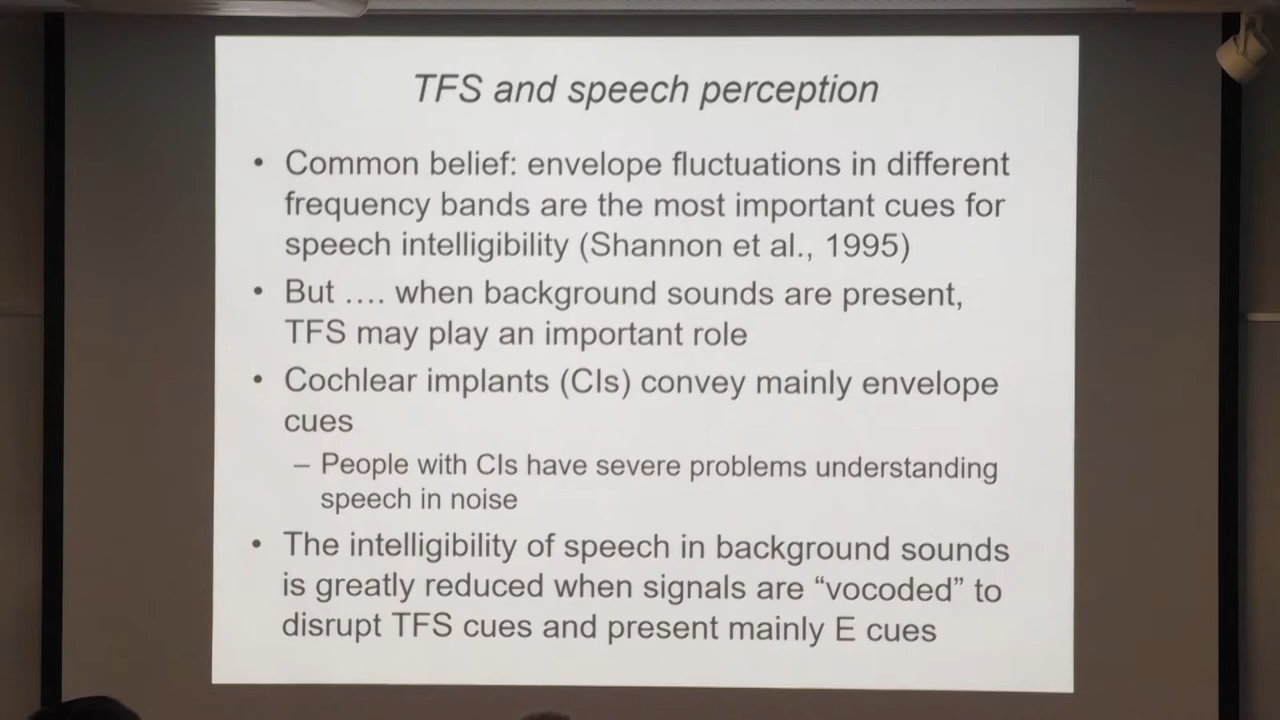 TFS and speech perception
• Common belief: envelope fluctuations in different
frequency bands are the most important cues for
speech intelligibility (Shannon et al., 1995)
• But .... when background sounds are present,
TFS may play an important role
• Cochlear implants (CIs) convey mainly envelope
cues
– People with CIs have severe problems understanding
speech in noise
• The intelligibility of speech in background sounds
is greatly reduced when signals are “vocoded” to
disrupt TFS cues and present mainly E cues